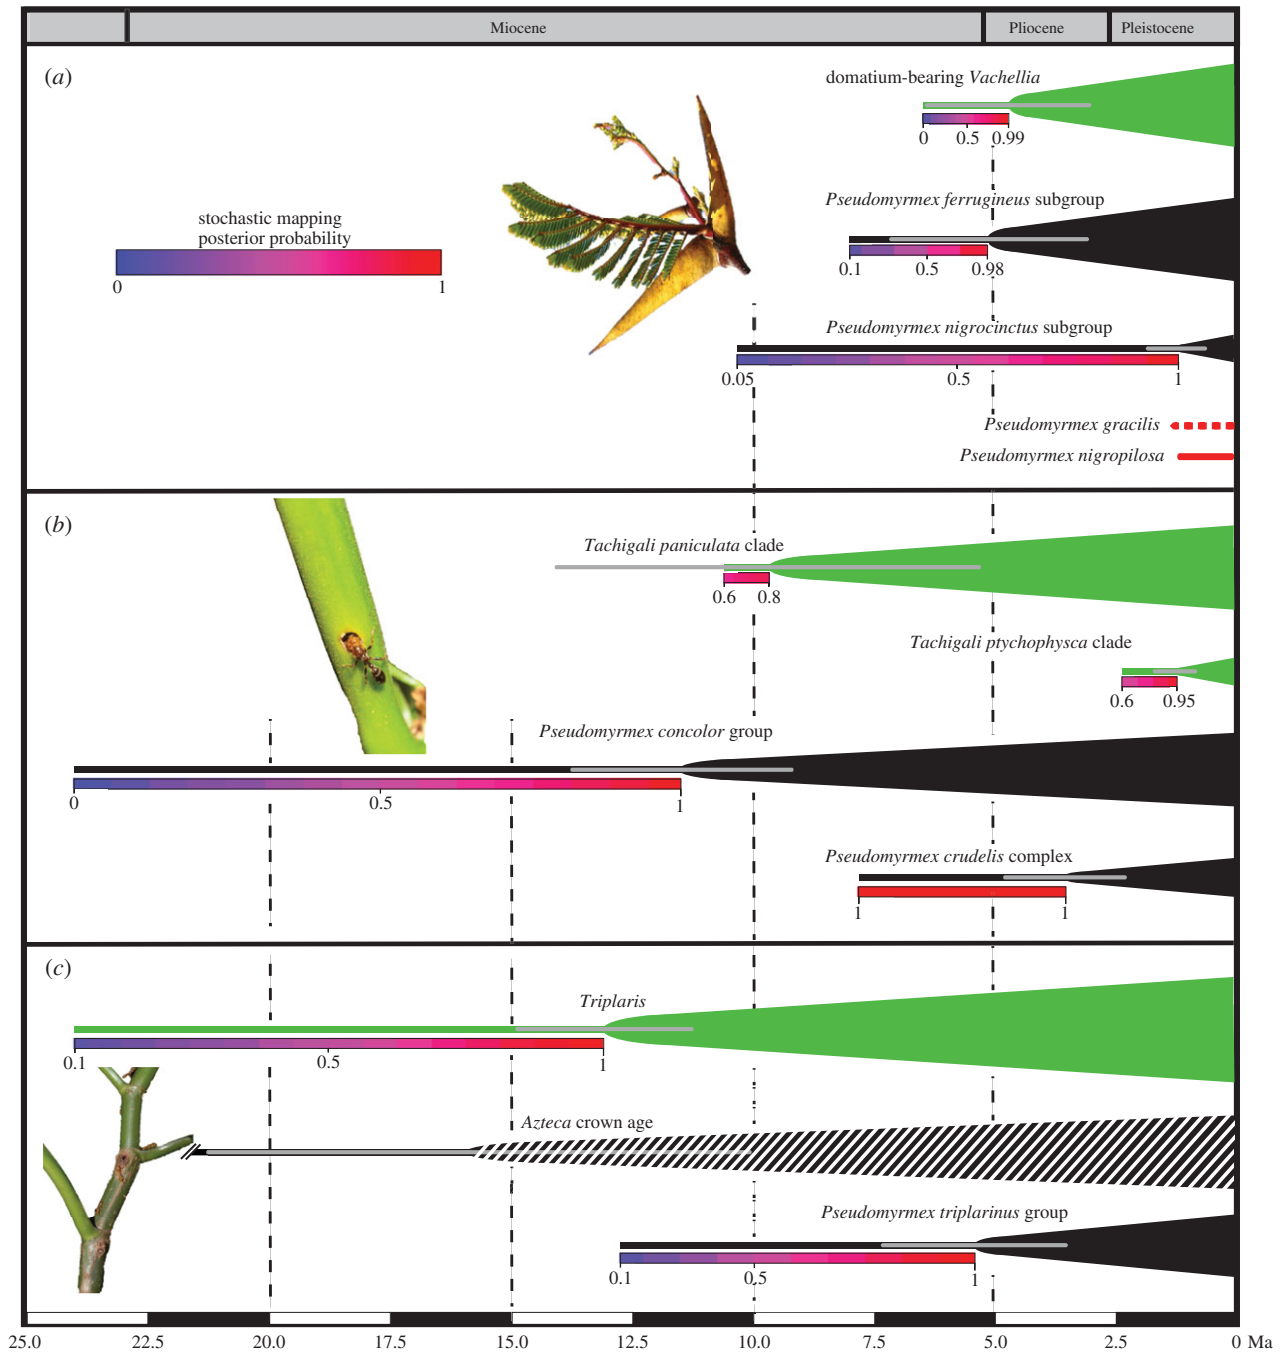 Miocene
Pliocene
Pleistocene
(a)
domatium-bearing Vachellia
0 0.5 0.99
stochastic mapping
posterior probability
0 1
Pseudomyrmex ferrugineus subgroup
0.1 0.5 0.98
Pseudomyrmex nigrocinctus subgroup
0.05 0.5 1
Pseudomyrmex gracilis
Pseudomyrmex nigropilosa
(b)
Tachigali paniculata clade
0.6 0.8
Tachigali ptychophysca clade
0.6 0.95
Pseudomyrmex concolor group
0 0.5 1
Pseudomyrmex crudelis complex
1 1
(c)
Triplaris
0.1 0.5 1
Azteca crown age
Pseudomyrmex triplarinus group
0.1 0.5 1
25.0 22.5 20.0 17.5 15.0 12.5 10.0 7.5 5.0 2.5 0 Ma